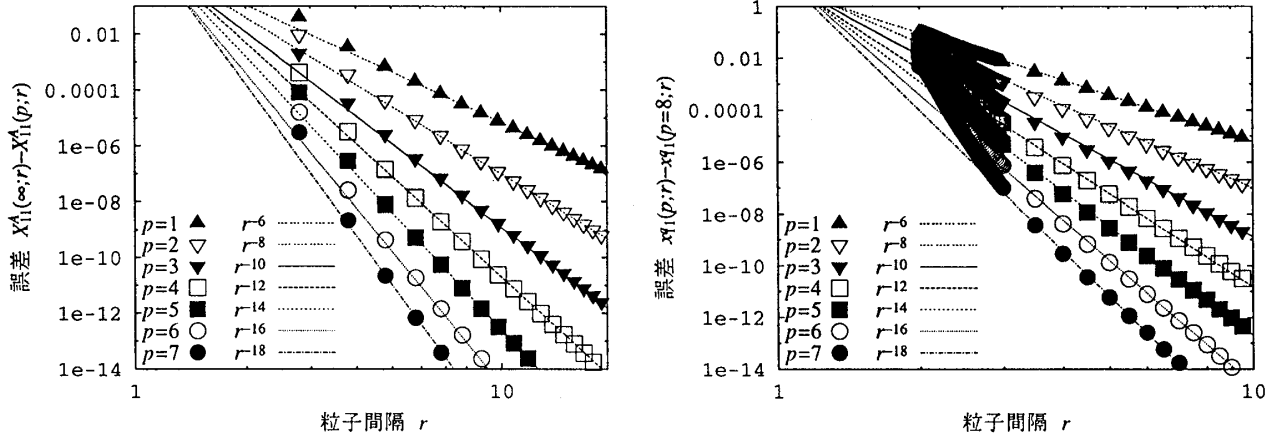 誤差 X^A_11(∞;r)−X^A_11(p;r)
0.01
0.0001
1e-06
1e-08
1e-10
1e-12
1e-14
p=1 r^-6
p=2 r^-8
p=3 r^-10
p=4 r^-12
p=5 r^-14
p=6 r^-16
p=7 r^-18
1 10
粒子間隔 r
誤差 x^q_11(p;r)−x^q_11(p=8;r)
1
0.01
0.0001
1e-06
1e-08
1e-10
1e-12
1e-14
p=1 r^-6
p=2 r^-8
p=3 r^-10
p=4 r^-12
p=5 r^-14
p=6 r^-16
p=7 r^-18
1 10
粒子間隔 r